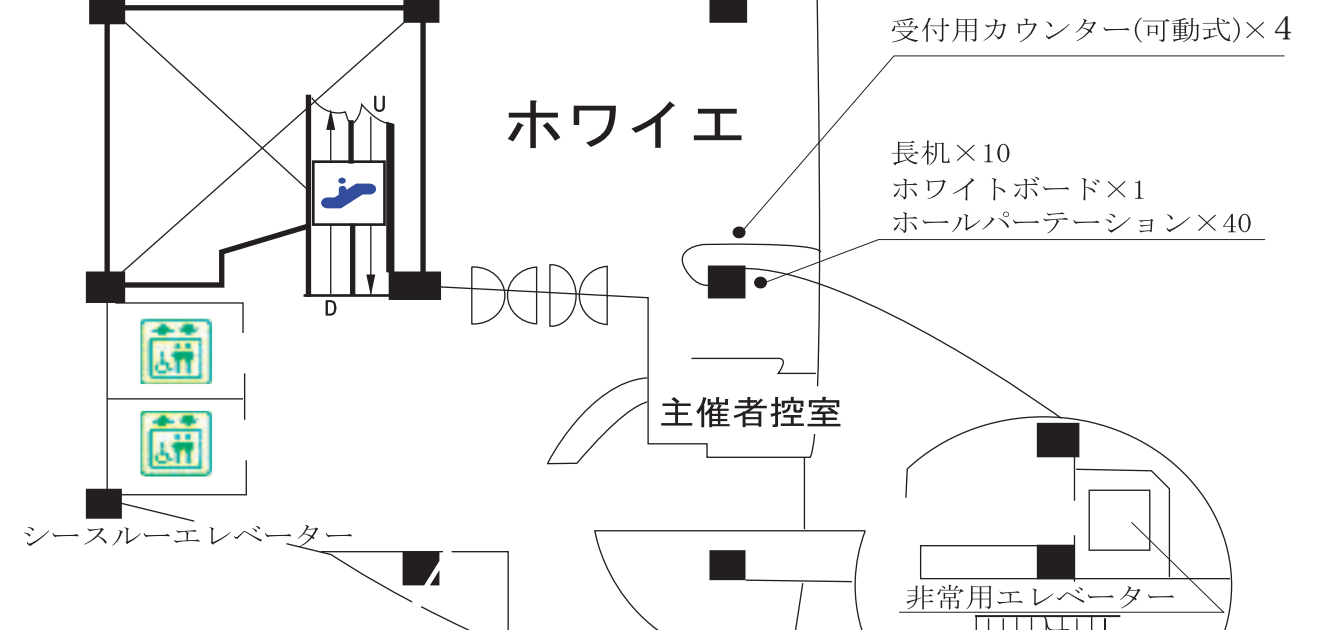 受付用カウンター(可動式)×4
U
ホワイエ
長机×10
ホワイトボード×1
ホールパーテーション×40
D
主催者控室
シースルーエレベーター
非常用エレベーター